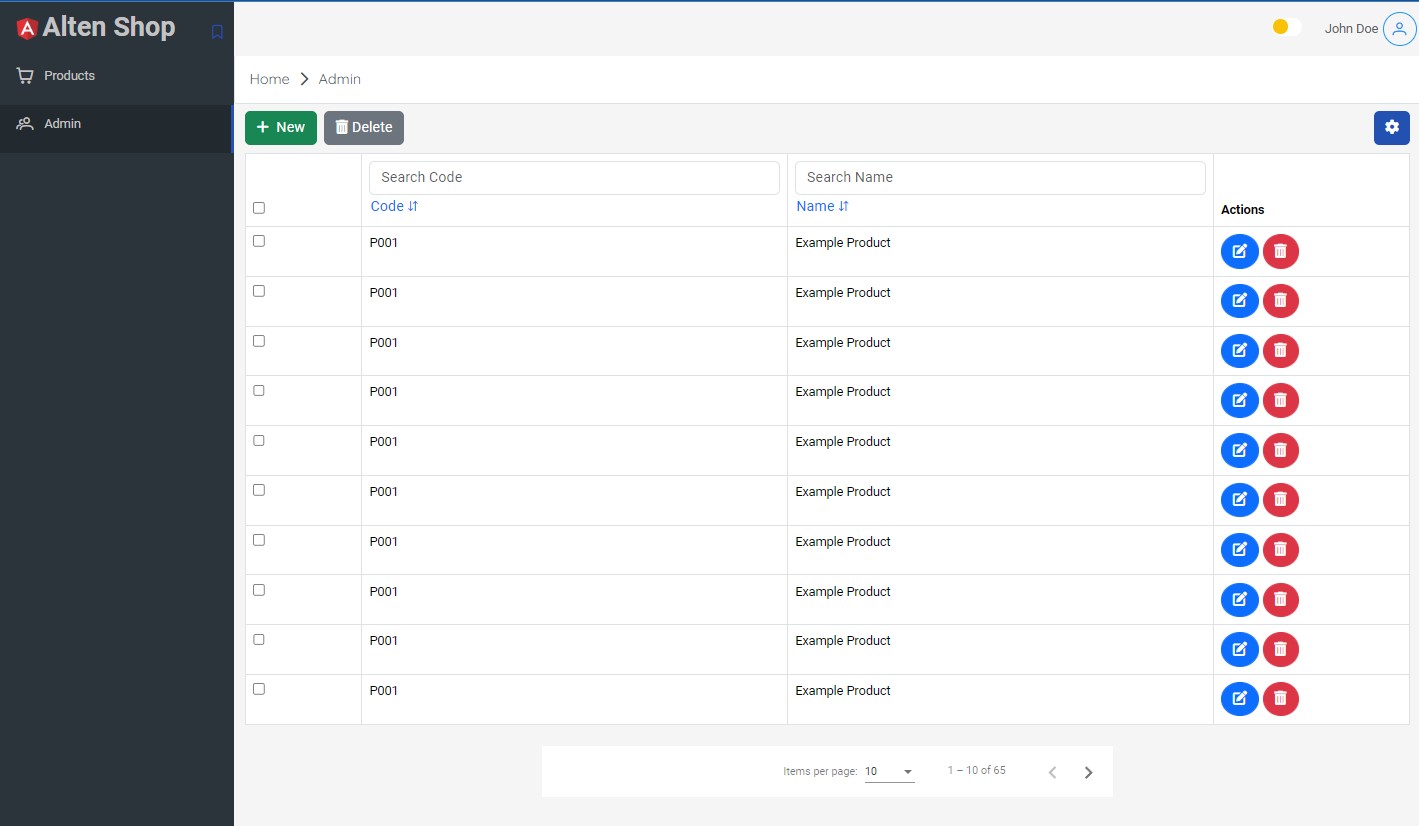 Alten Shop
John Doe
Products
Admin
Home Admin
New Delete
Search Code Search Name
Code Name Actions
P001 Example Product
P001 Example Product
P001 Example Product
P001 Example Product
P001 Example Product
P001 Example Product
P001 Example Product
P001 Example Product
P001 Example Product
P001 Example Product
Items per page: 10 1 – 10 of 65